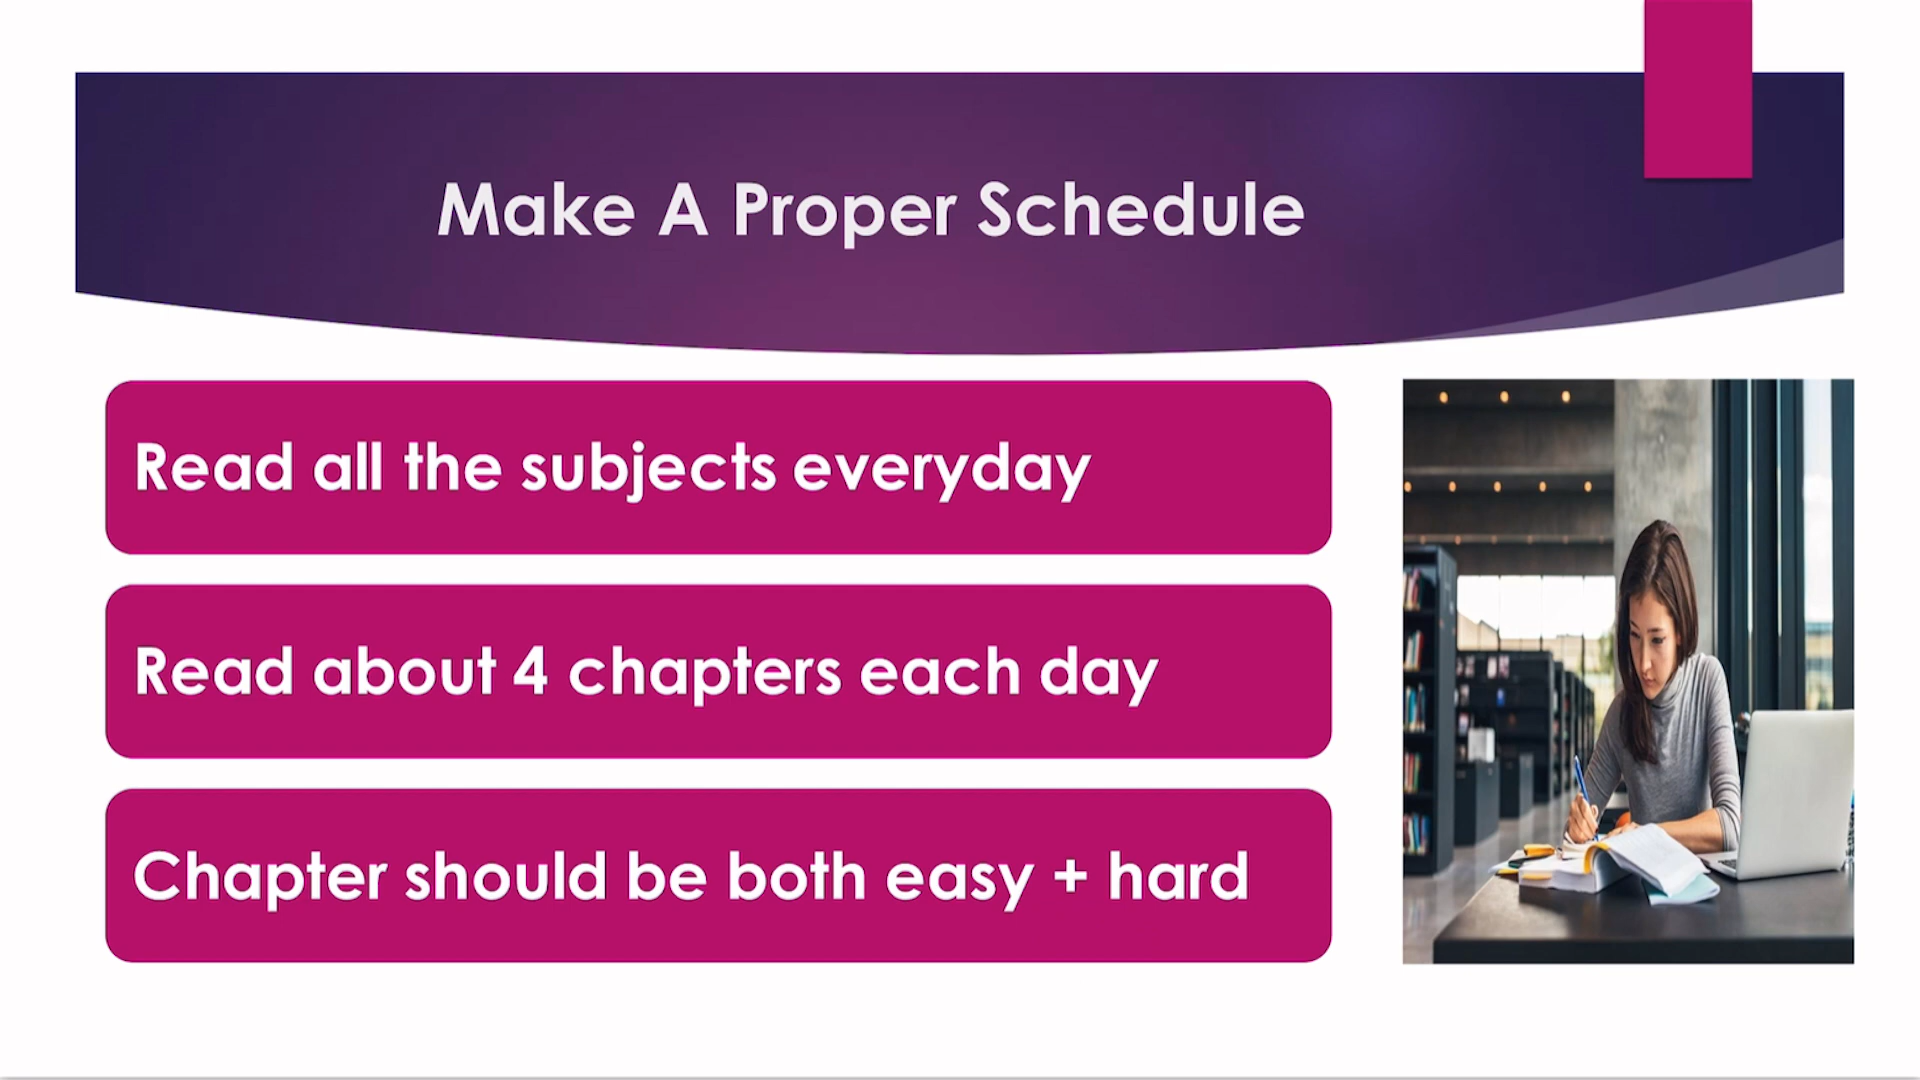 Make A Proper Schedule
Read all the subjects everyday
Read about 4 chapters each day
Chapter should be both easy + hard